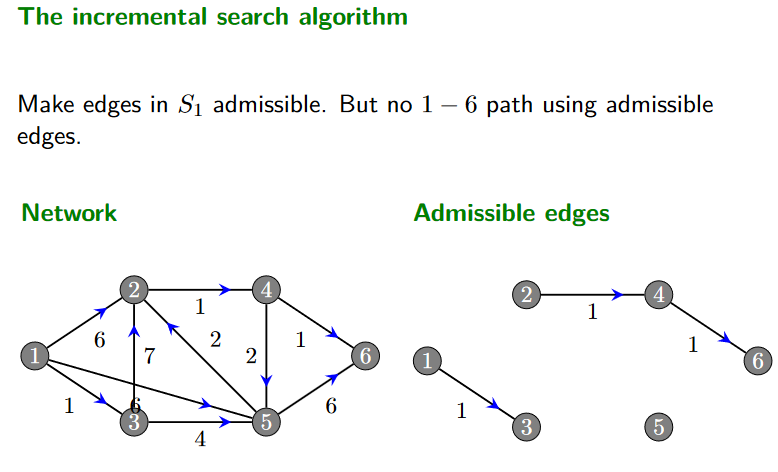 The incremental search algorithm
Make edges in S₁ admissible. But no 1 − 6 path using admissible
edges.
Network
Admissible edges
2 4
1
6 2 1
1 7 2 6
1 6 6
3 5
4
2 4
1
1
1 6
1
3 5